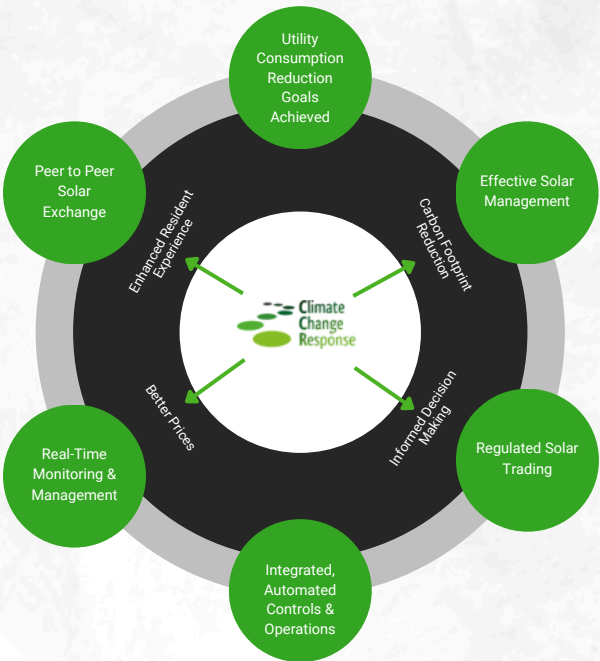 Utility
Consumption
Reduction
Goals
Achieved
Peer to Peer
Solar
Exchange
Effective Solar
Management
Enhanced Resident
Experience
Carbon Footprint
Reduction
Climate
Change
Response
Better Prices
Informed Decision
Making
Real-Time
Monitoring &
Management
Regulated Solar
Trading
Integrated,
Automated
Controls &
Operations